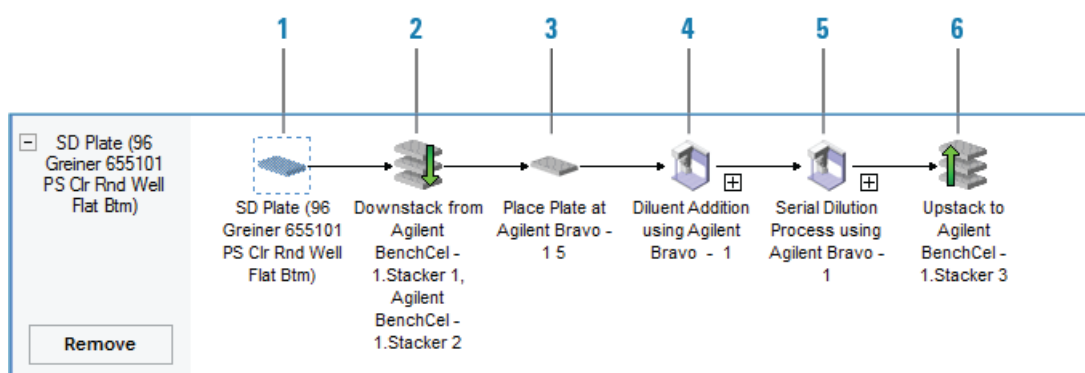 1 2 3 4 5 6
SD Plate (96
Greiner 655101
PS Clr Rnd Well
Flat Btm)
Remove
SD Plate (96
Greiner 655101
PS Clr Rnd Well
Flat Btm)
Downstack from
Agilent
BenchCel -
1.Stacker 1,
Agilent
BenchCel -
1.Stacker 2
Place Plate at
Agilent Bravo -
1 5
Diluent Addition
using Agilent
Bravo - 1
Serial Dilution
Process using
Agilent Bravo -
1
Upstack to
Agilent
BenchCel -
1.Stacker 3